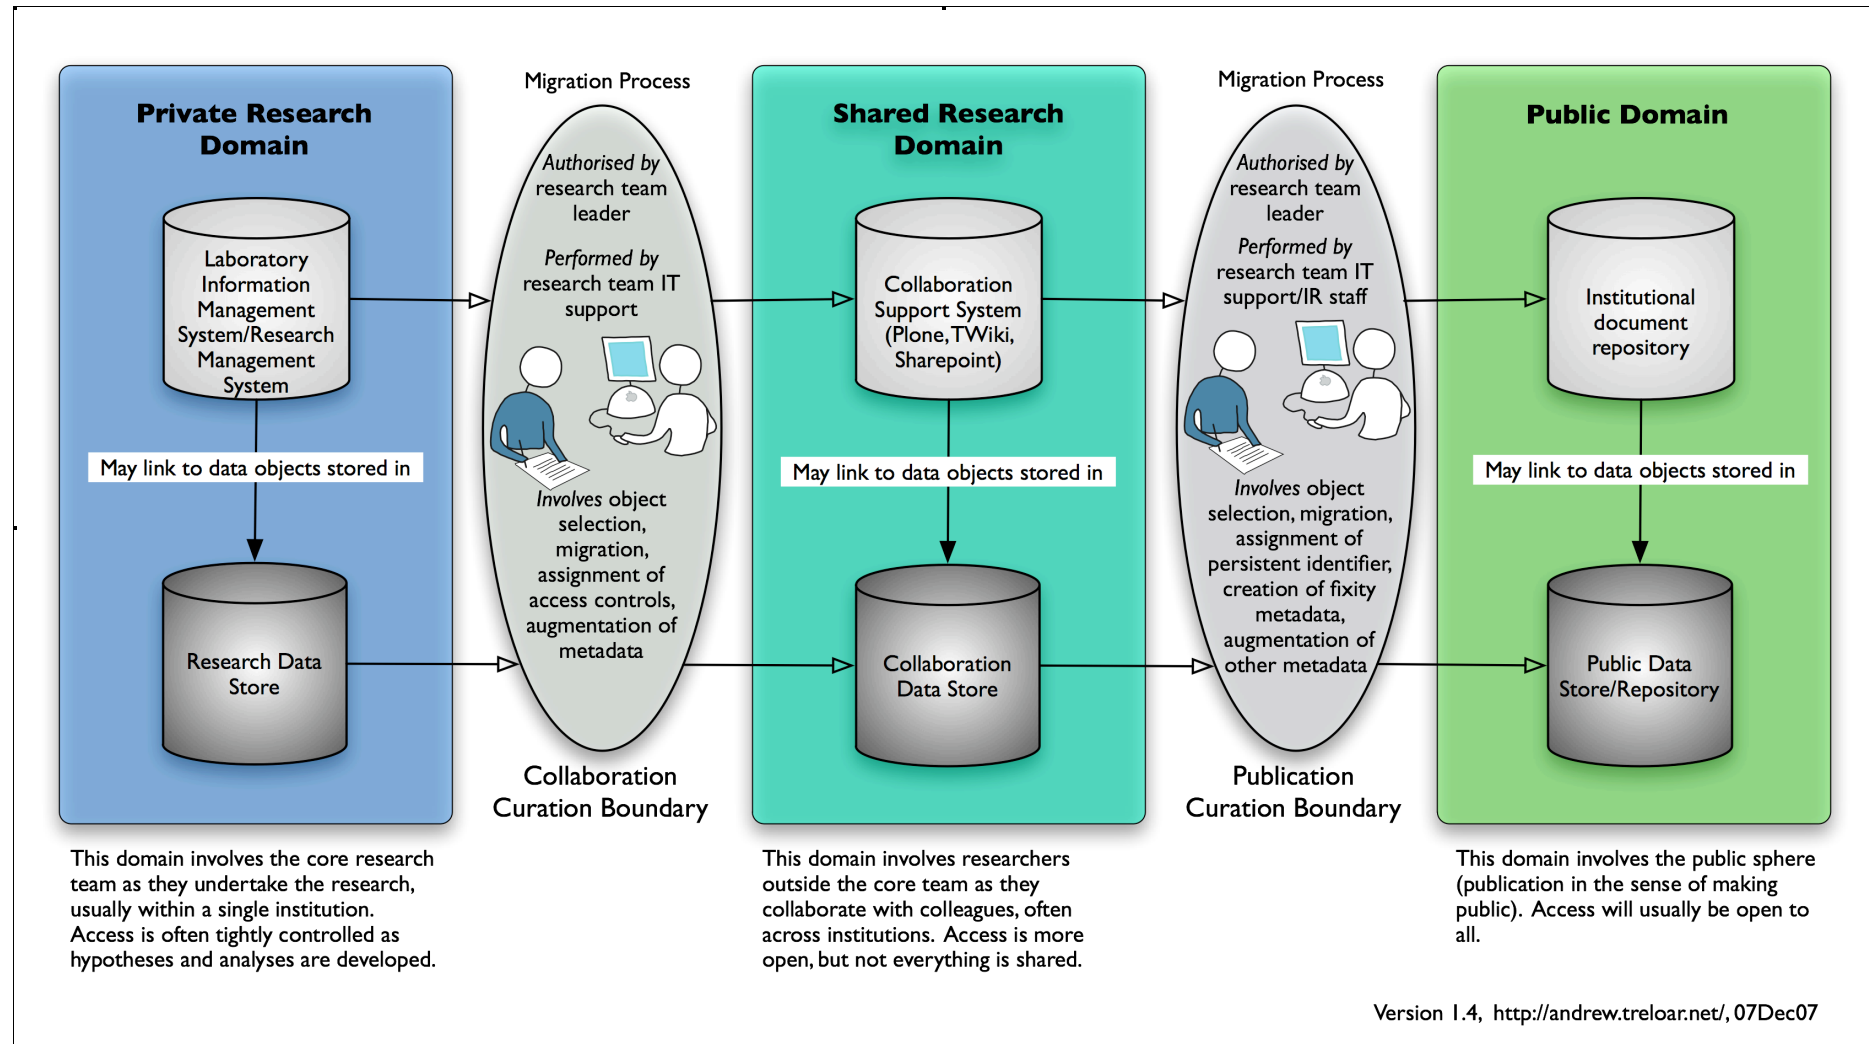 Private Research
Domain
Laboratory
Information
Management
System/Research
Management
System
May link to data objects stored in
Research Data
Store
This domain involves the core research
team as they undertake the research,
usually within a single institution.
Access is often tightly controlled as
hypotheses and analyses are developed.
Migration Process
Authorised by
research team
leader
Performed by
research team IT
support
Involves object
selection,
migration,
assignment of
access controls,
augmentation of
metadata
Collaboration
Curation Boundary
Shared Research
Domain
Collaboration
Support System
(Plone, TWiki,
Sharepoint)
May link to data objects stored in
Collaboration
Data Store
This domain involves researchers
outside the core team as they
collaborate with colleagues, often
across institutions. Access is more
open, but not everything is shared.
Migration Process
Authorised by
research team
leader
Performed by
research team IT
support/IR staff
Involves object
selection, migration,
assignment of
persistent identifier,
creation of fixity
metadata,
augmentation of
other metadata
Publication
Curation Boundary
Public Domain
Institutional
document
repository
May link to data objects stored in
Public Data
Store/Repository
This domain involves the public sphere
(publication in the sense of making
public). Access will usually be open to
all.
Version 1.4, http://andrew.treloar.net/, 07Dec07